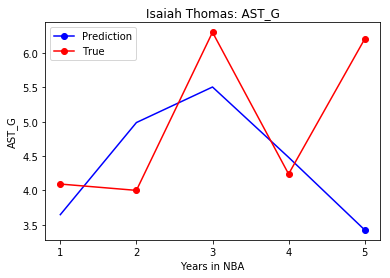 Isaiah Thomas: AST_G
Prediction
True
AST_G
6.0
5.5
5.0
4.5
4.0
3.5
1 2 3 4 5
Years in NBA